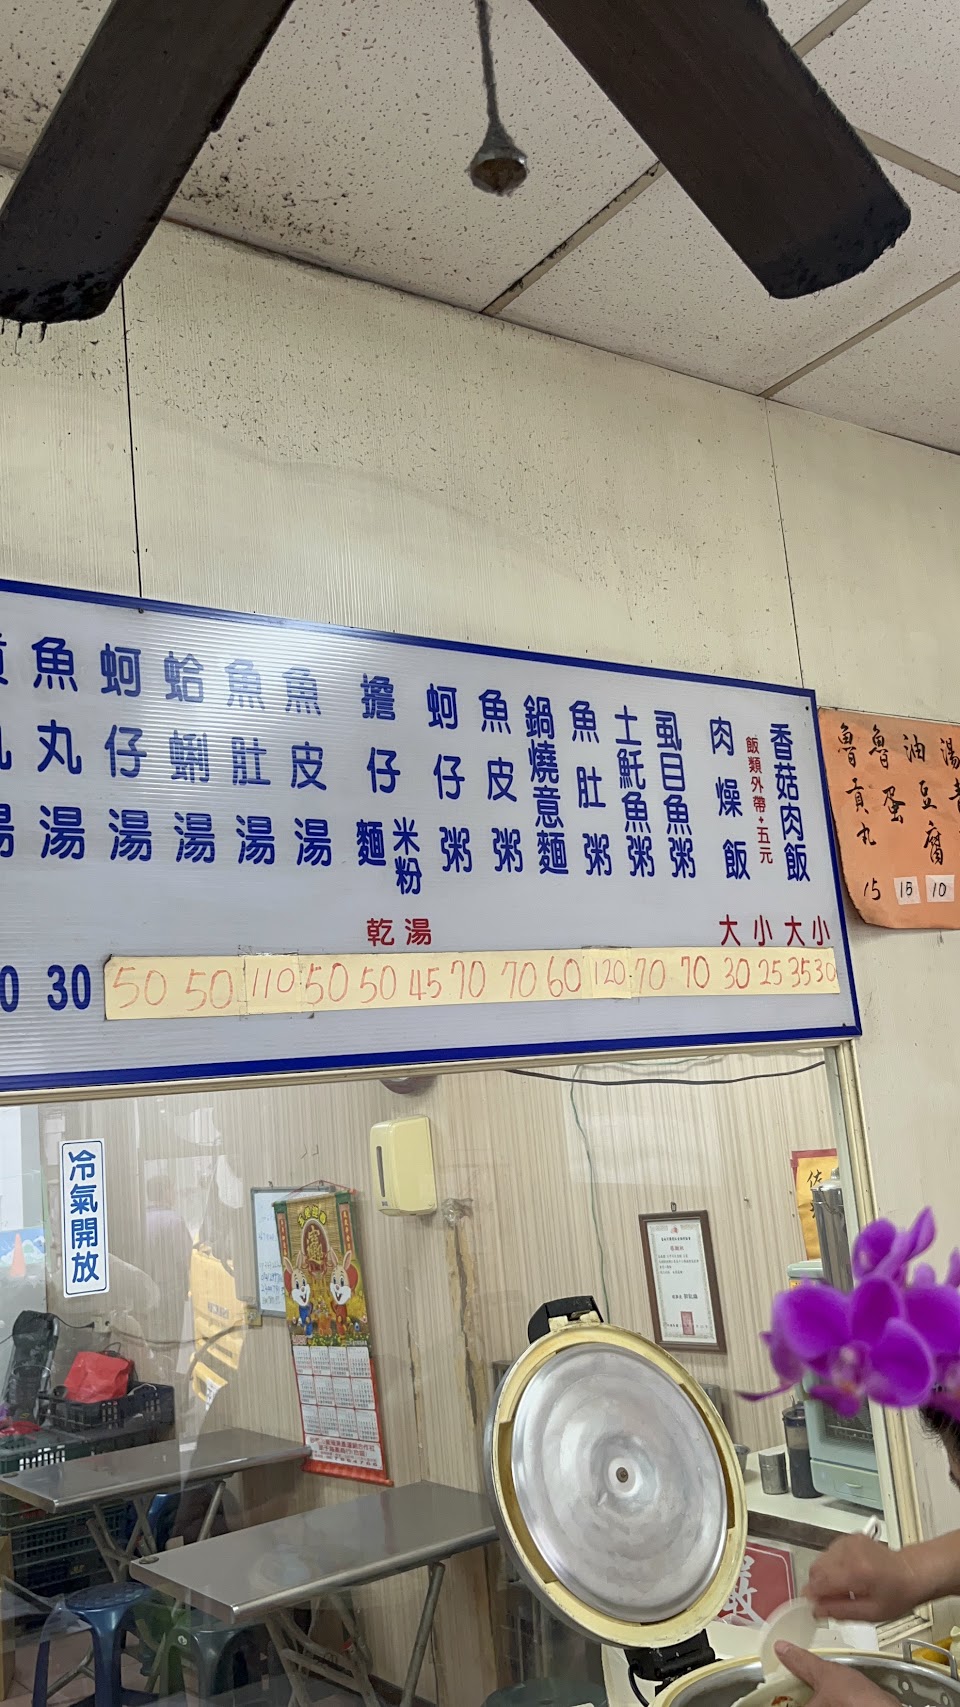 香菇肉飯
飯類外帶+五元
肉燥飯
虱目魚粥
土魠魚粥
魚肚粥
鍋燒意麵
魚皮粥
蚵仔粥
擔仔麵
米粉
魚皮湯
魚肚湯
蛤蜊湯
蚵仔湯
魚丸湯
乾 湯
大 小 大 小
30 50 50 110 50 50 45 70 70 60 120 70 70 30 25 35 30
油豆腐
10
魯蛋
15
魯貢丸
15
冷氣開放